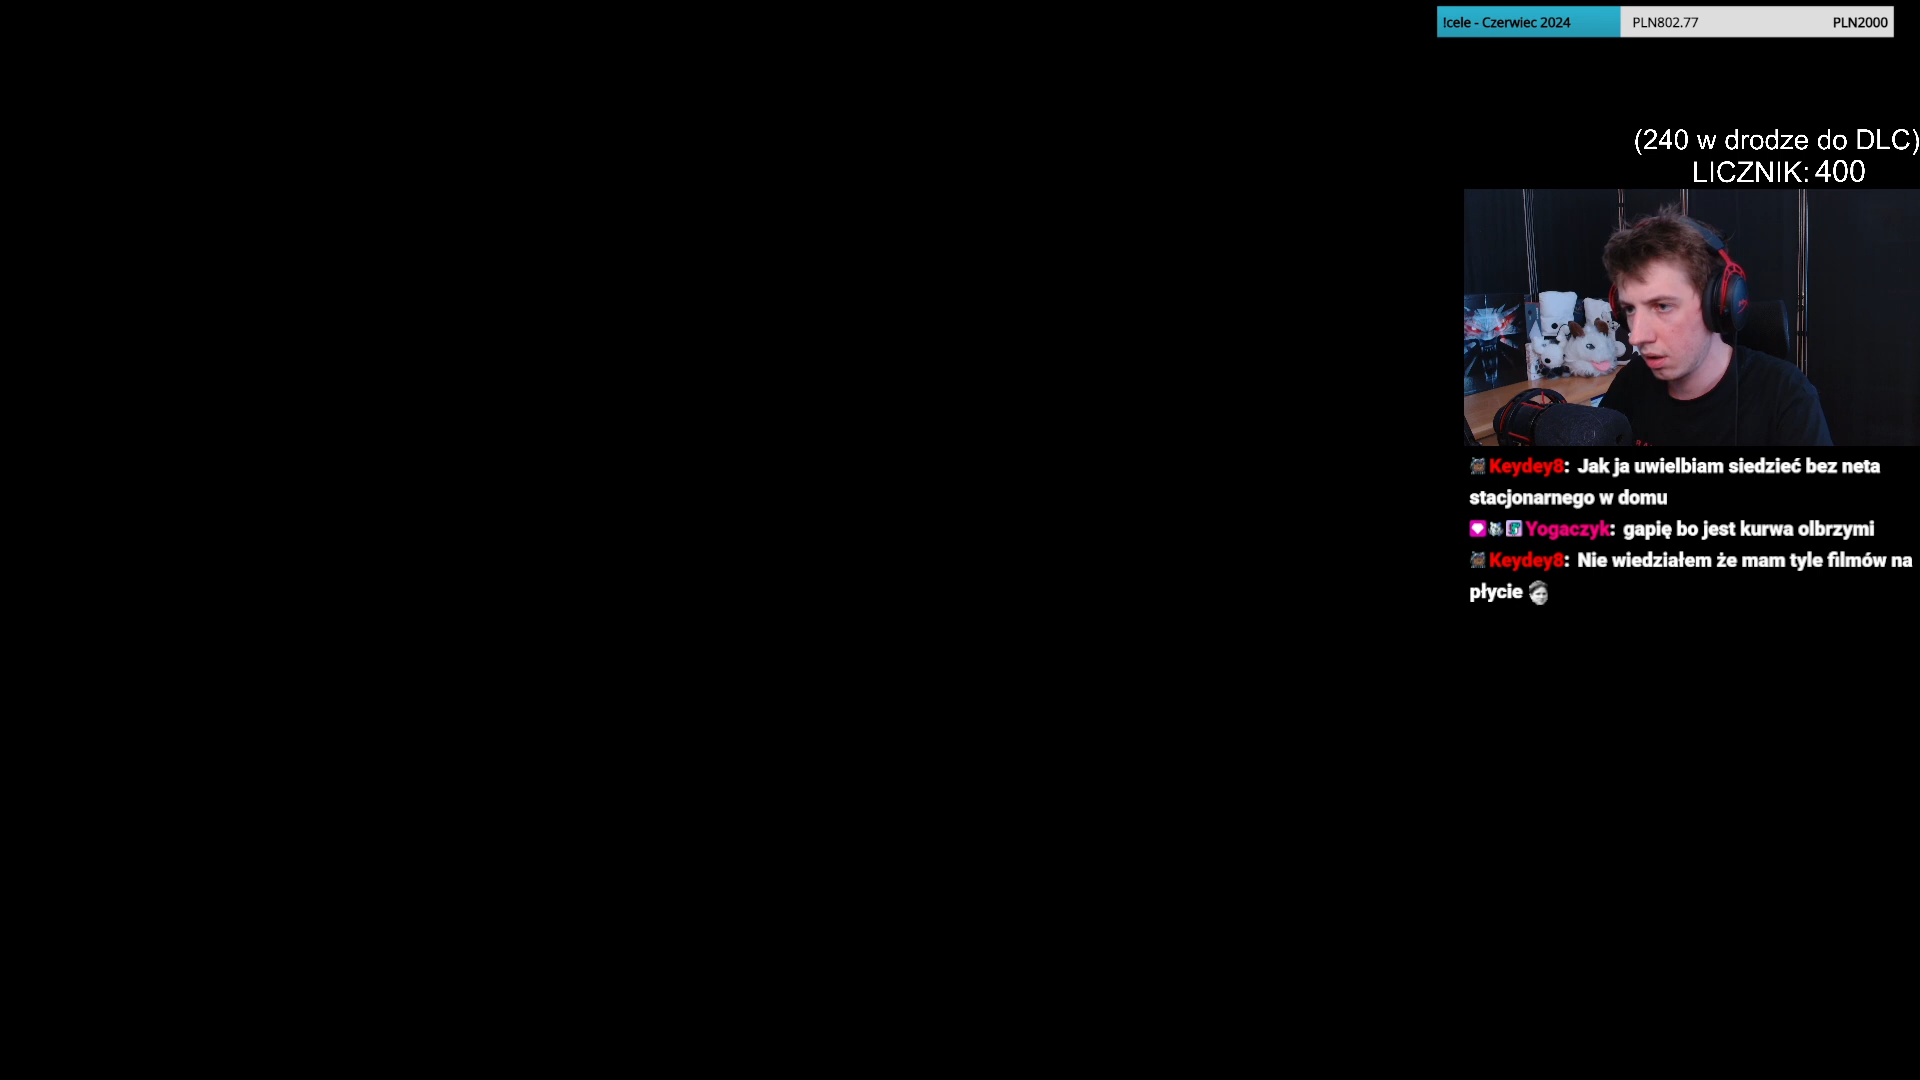 !cele - Czerwiec 2024 PLN802.77 PLN2000
(240 w drodze do DLC)
LICZNIK: 400
Keydey8: Jak ja uwielbiam siedzieć bez neta
stacjonarnego w domu
Yogaczyk: gapię bo jest kurwa olbrzymi
Keydey8: Nie wiedziałem że mam tyle filmów na
płycie